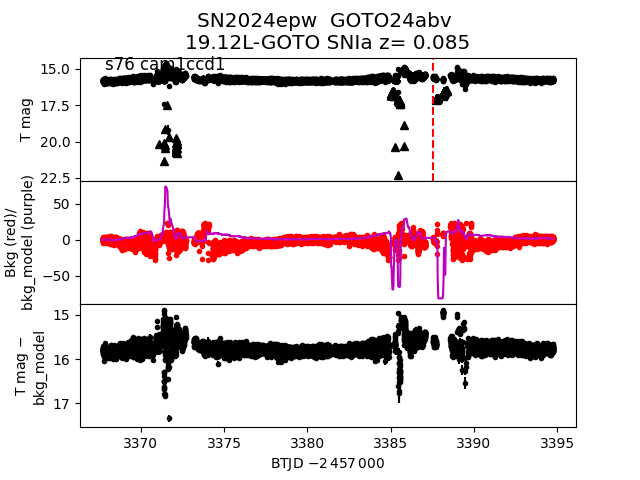 SN2024epw  GOTO24abv
19.12L-GOTO SNIa z= 0.085
s76 cam1ccd1
15.0
17.5
20.0
22.5
T mag
50
0
−50
Bkg (red)/
bkg_model (purple)
15
16
17
T mag −
bkg_model
3370 3375 3380 3385 3390 3395
BTJD −2 457 000